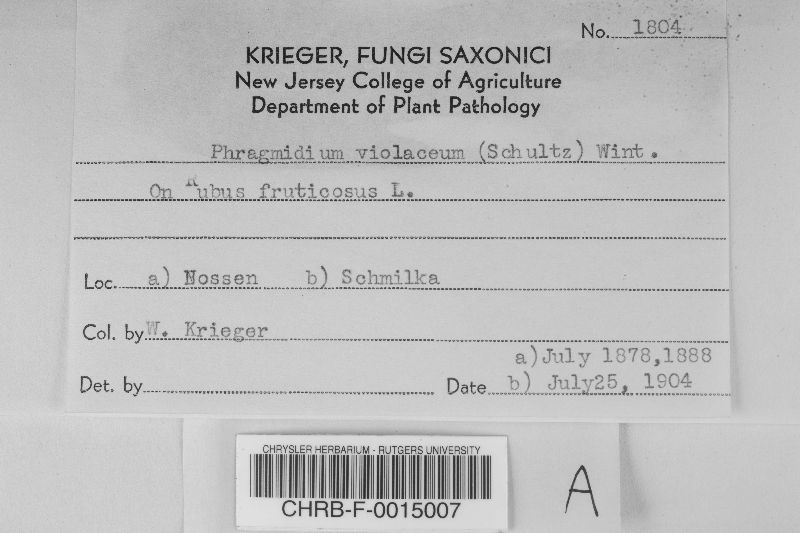 No. 1804
KRIEGER, FUNGI SAXONICI
New Jersey College of Agriculture
Department of Plant Pathology
Phragmidium violaceum (Schultz) Wint.
On Rubus fruticosus L.
Loc. a) Nossen b) Schmilka
Col. by W. Krieger
a) July 1878,1888
Det. by Date b) July25, 1904
CHRYSLER HERBARIUM - RUTGERS UNIVERSITY
CHRB-F-0015007
A